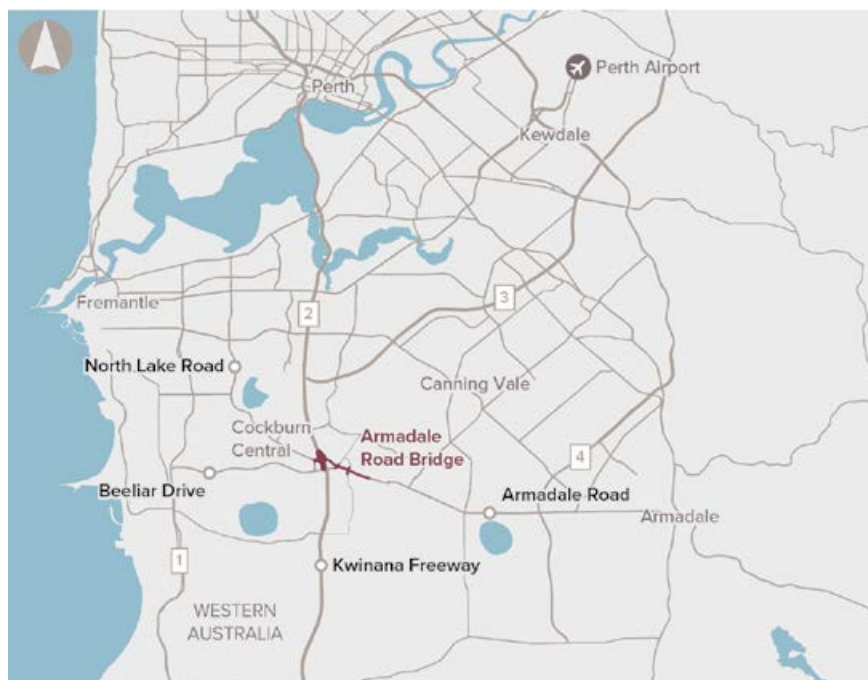 Perth
Perth Airport
Kewdale
Fremantle
2
3
North Lake Road
Canning Vale
Cockburn
Central
Armadale
Road Bridge
4
Beeliar Drive
Armadale Road
Armadale
1
Kwinana Freeway
WESTERN
AUSTRALIA